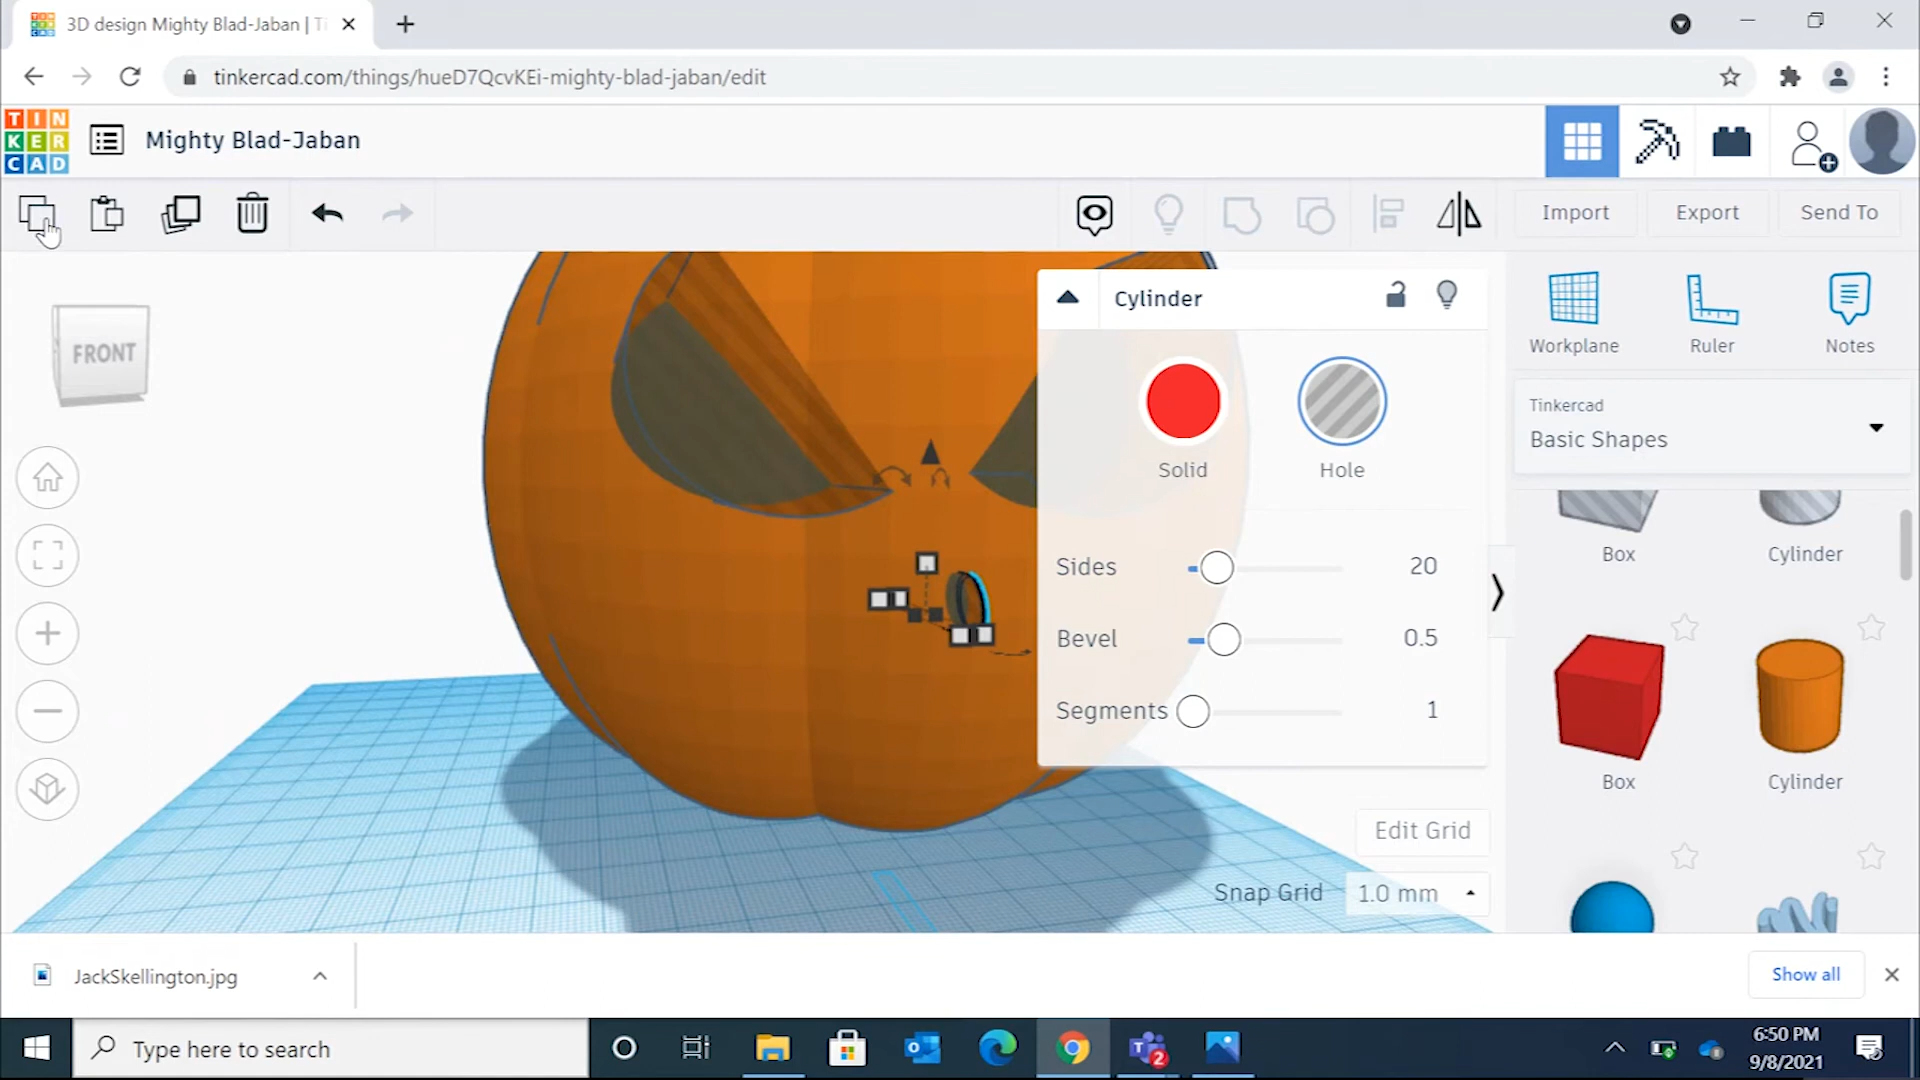 3D design Mighty Blad-Jaban | Ti
tinkercad.com/things/hueD7QcvKEi-mighty-blad-jaban/edit
TIN
KER
CAD
Mighty Blad-Jaban
Import
Export
Send To
FRONT
Cylinder
Solid
Hole
Sides
20
Bevel
0.5
Segments
1
Workplane
Ruler
Notes
Tinkercad
Basic Shapes
Box
Cylinder
Box
Cylinder
Edit Grid
Snap Grid
1.0 mm
JackSkellington.jpg
Show all
Type here to search
2
6:50 PM
9/8/2021